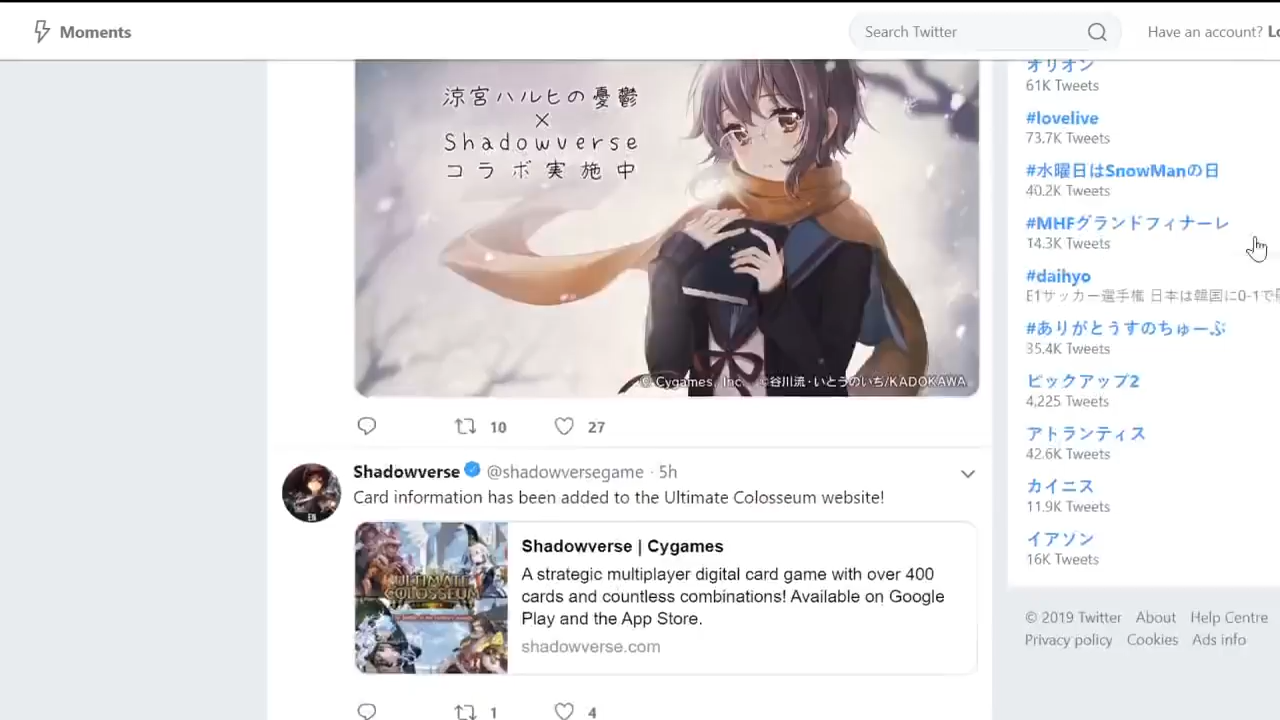 Moments
Search Twitter
Have an account?
涼宮ハルヒの憂鬱
×
Shadowverse
コラボ実施中
© Cygames, Inc. ©谷川流・いとうのいぢ/KADOKAWA
10
27
Shadowverse @shadowversegame · 5h
Card information has been added to the Ultimate Colosseum website!
ULTIMATE
COLOSSEUM
Shadowverse | Cygames
A strategic multiplayer digital card game with over 400
cards and countless combinations! Available on Google
Play and the App Store.
shadowverse.com
1
4
オリオン
61K Tweets
#lovelive
73.7K Tweets
#水曜日はSnowManの日
40.2K Tweets
#MHFグランドフィナーレ
14.3K Tweets
#daihyo
E1サッカー選手権 日本は韓国に0-1で
#ありがとうすのちゅーぶ
35.4K Tweets
ピックアップ2
4,225 Tweets
アトランティス
42.6K Tweets
カイニス
11.9K Tweets
イアソン
16K Tweets
© 2019 Twitter About Help Centre
Privacy policy Cookies Ads info